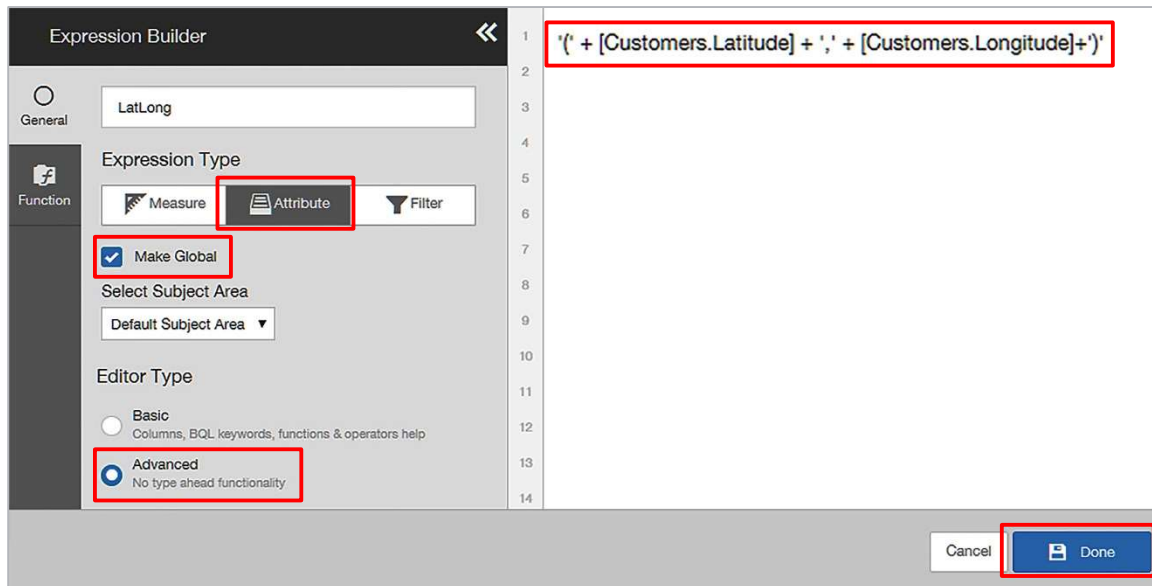 Expression Builder
General
Function
LatLong
Expression Type
Measure
Attribute
Filter
Make Global
Select Subject Area
Default Subject Area
Editor Type
Basic
Columns, BQL keywords, functions & operators help
Advanced
No type ahead functionality
1
'(' + [Customers.Latitude] + ',' + [Customers.Longitude]+')'
2
3
4
5
6
7
8
9
10
11
12
13
14
Cancel
Done